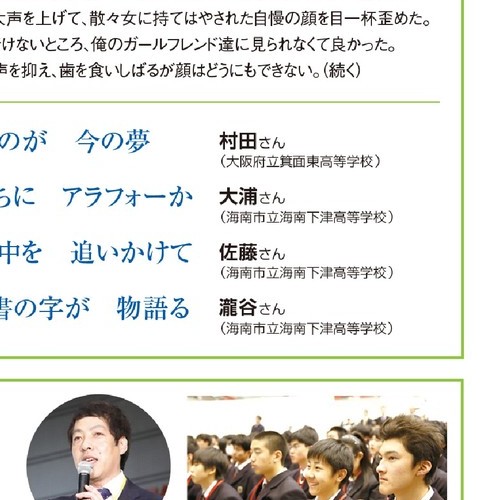 大声を上げて、散々女に持てはやされた自慢の顔を目一杯歪めた。
けないところ、俺のガールフレンド達に見られなくて良かった。
声を抑え、歯を食いしばるが顔はどうにもできない。（続く）
のが　今の夢　村田さん
（大阪府立箕面東高等学校）
ちに　アラフォーか　大浦さん
（海南市立海南下津高等学校）
中を　追いかけて　佐藤さん
（海南市立海南下津高等学校）
書の字が　物語る　瀧谷さん
（海南市立海南下津高等学校）